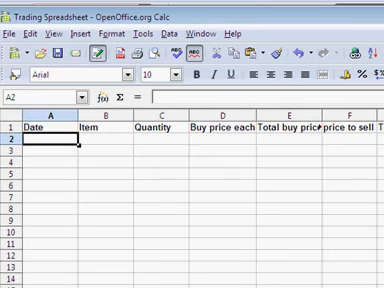 Trading Spreadsheet - OpenOffice.org Calc
File Edit View Insert Format Tools Data Window Help
Arial 10 B I U % $%
A2 f(x) Σ =
A B C D E F
1 Date Item Quantity Buy price each Total buy price price to sell T
2
3
4
5
6
7
8
9
10
11
12
13
14